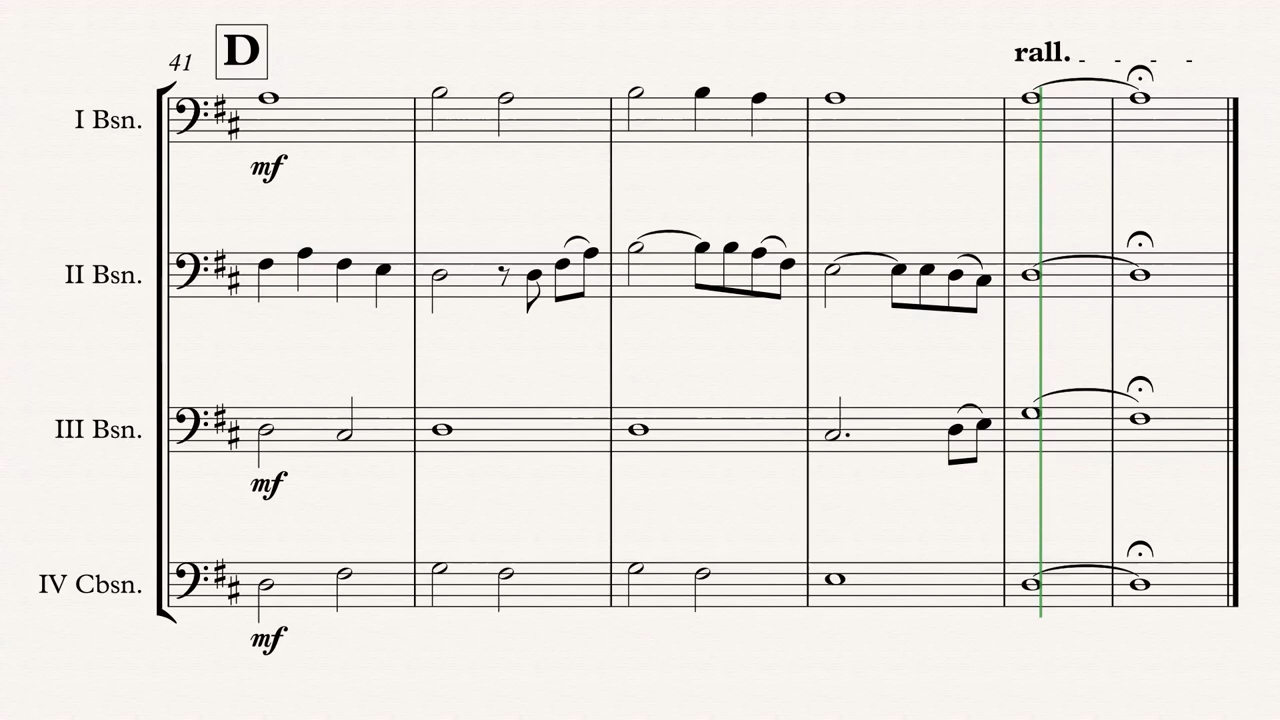 41 D rall.
I Bsn.
mf
II Bsn.
III Bsn.
mf
IV Cbsn.
mf